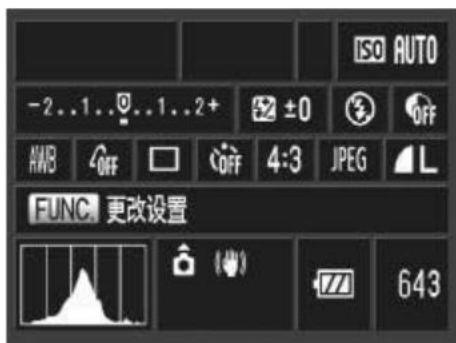 ISO AUTO
-2..1..0..1..2+ ±0 OFF
AWB OFF OFF 4:3 JPEG L
FUNC. 更改设置
643